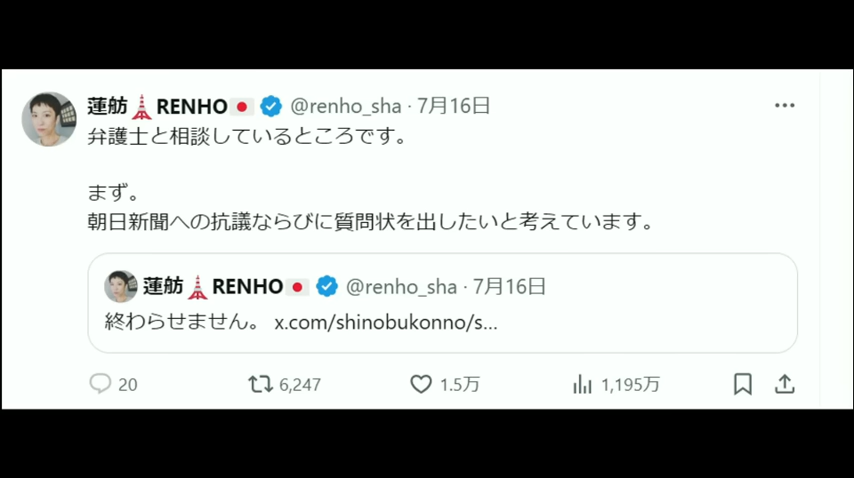 蓮舫🗼RENHO🇯🇵 @renho_sha · 7月16日
弁護士と相談しているところです。
まず。
朝日新聞への抗議ならびに質問状を出したいと考えています。
蓮舫🗼RENHO🇯🇵 @renho_sha · 7月16日
終わらせません。 x.com/shinobukonno/s…
20 6,247 1.5万 1,195万